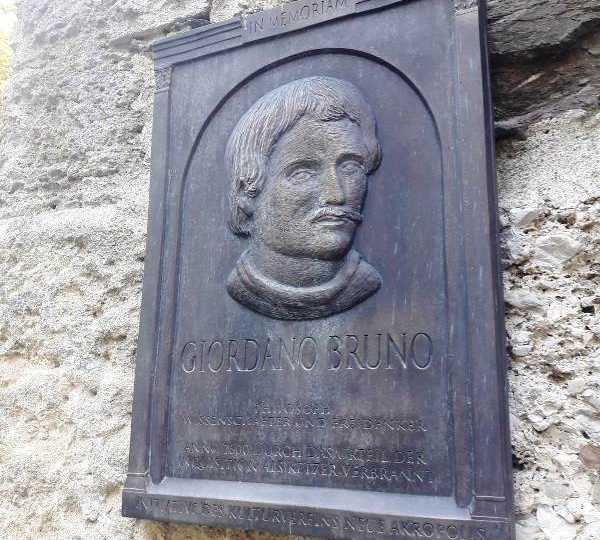 IN MEMORIAM
GIORDANO BRUNO
PHILOSOPH
WISSENSCHAFTER UND FREIDENKER
ANNO 1600 DURCH DAS URTEIL DER
INQUISITION ALS KETZER VERBRANNT
INITIATIVE DES KULTURVEREINS NEUE AKROPOLIS